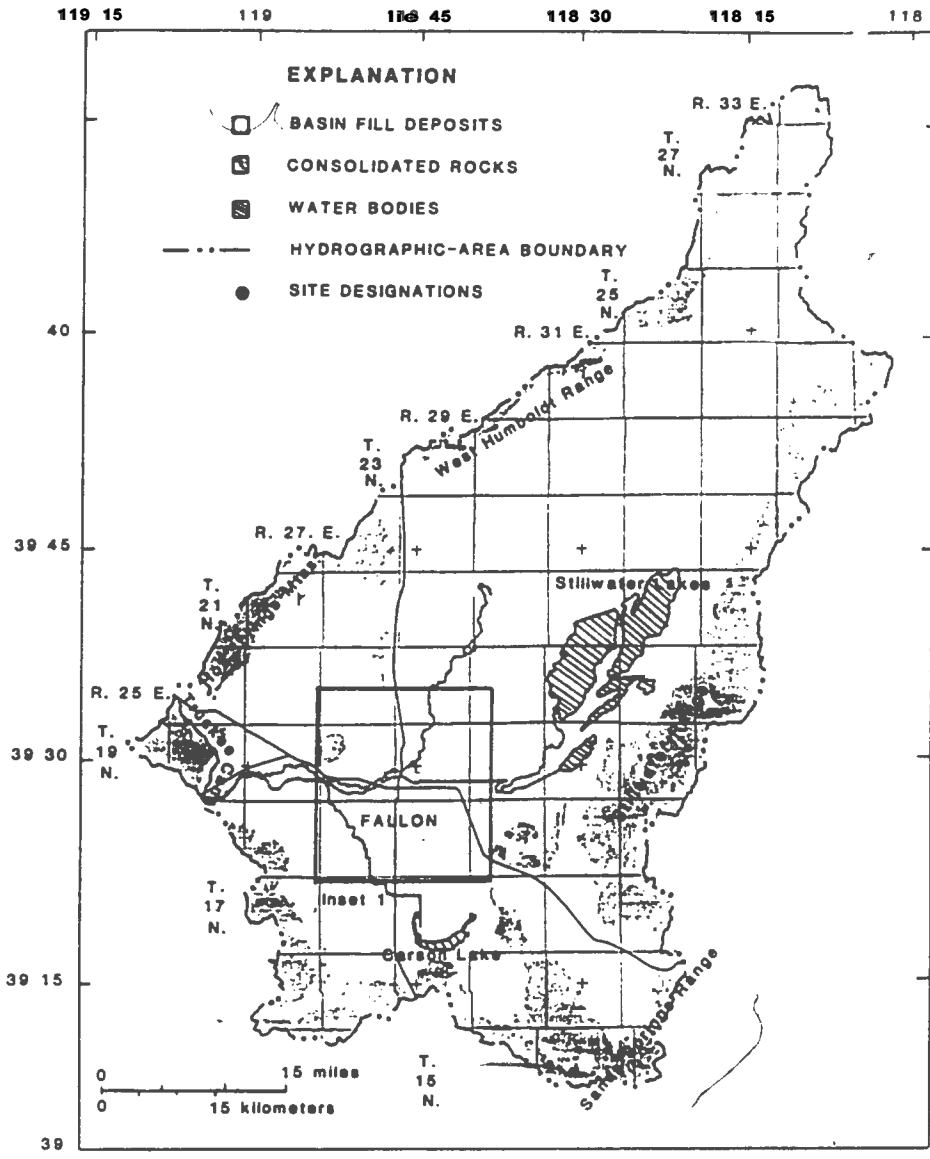 119 15 119 118 45 118 30 118 15 118
EXPLANATION
BASIN FILL DEPOSITS
CONSOLIDATED ROCKS
WATER BODIES
HYDROGRAPHIC-AREA BOUNDARY
SITE DESIGNATIONS
R. 33 E.
T.
27
N.
T.
25
N.
40
R. 31 E.
West Humboldt Range
R. 29 E.
T.
23
N.
R. 27. E.
39 45
Stillwater Lakes
T.
21
N.
R. 25 E.
T.
19
N.
39 30
FALLON
T.
17
N.
Inset 1
Carson Lake
39 15
Range
T.
15
N.
0 15 miles
0 15 kilometers
39